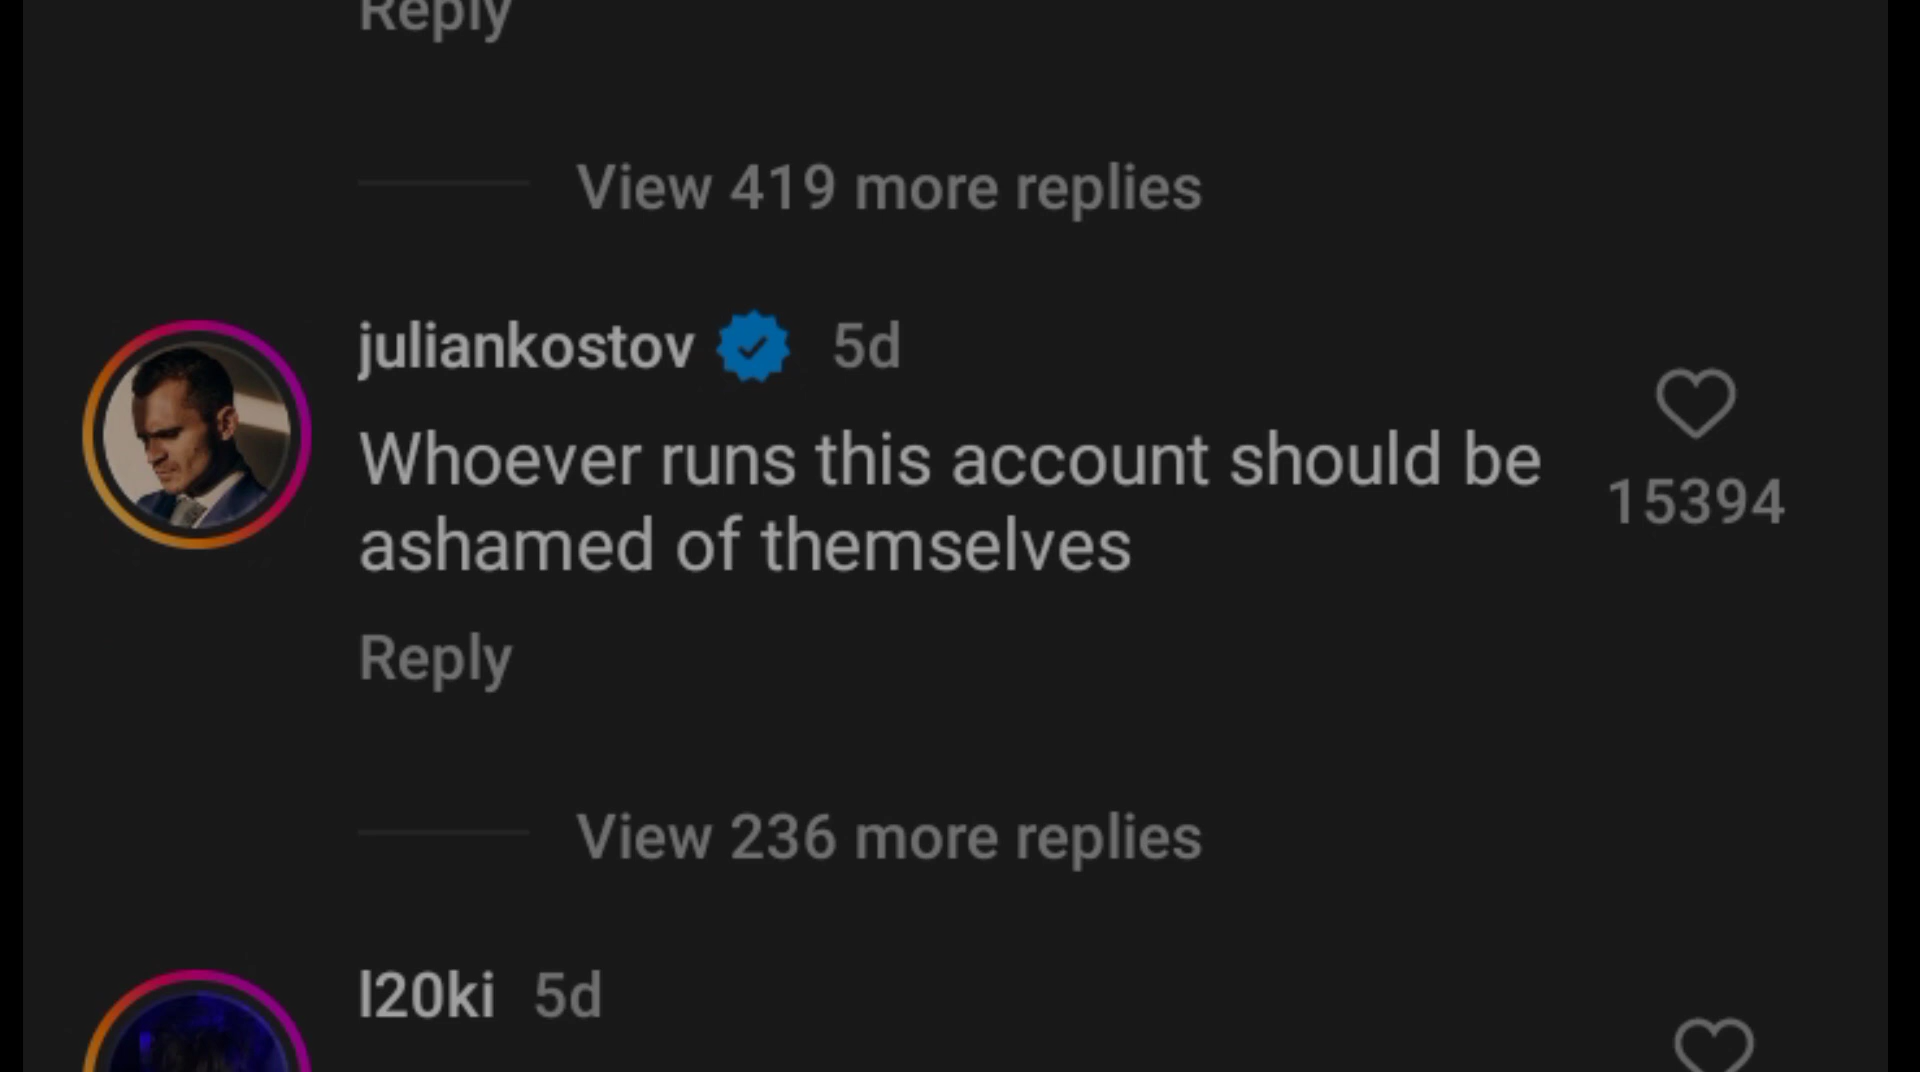 Reply
View 419 more replies
juliankostov 5d
Whoever runs this account should be
ashamed of themselves
15394
Reply
View 236 more replies
l20ki 5d